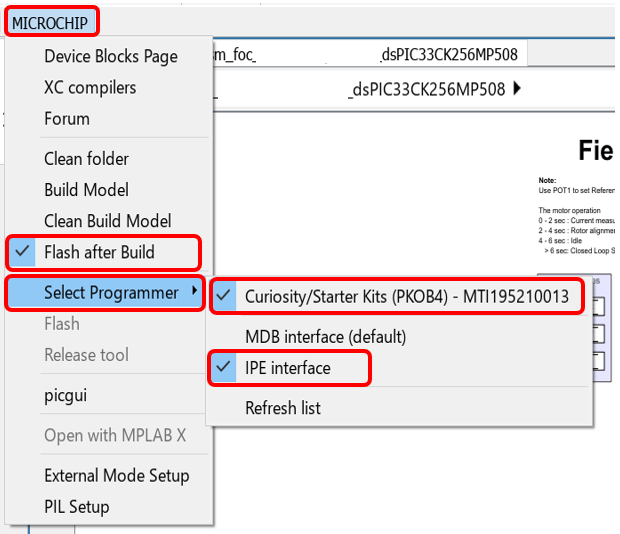 MICROCHIP
Device Blocks Page
XC compilers
Forum
Clean folder
Build Model
Clean Build Model
Flash after Build
Select Programmer
Flash
Release tool
picgui
Open with MPLAB X
External Mode Setup
PIL Setup
Curiosity/Starter Kits (PKOB4) - MTI195210013
MDB interface (default)
IPE interface
Refresh list
m_foc_ _dsPIC33CK256MP508
_ _dsPIC33CK256MP508
Fie
Note:
Use POT1 to set Referen
The motor operation
0 - 2 sec : Current measu
2 - 4 sec : Rotor alignme
4 - 6 sec : Idle
> 6 sec: Closed Loop S